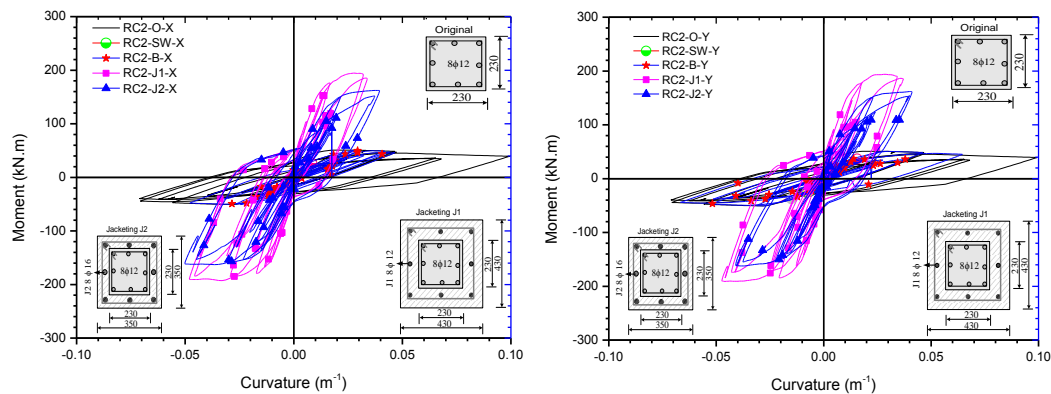 300
200
100
0
-100
-200
-300
-0.10
-0.05
0.00
0.05
0.10
Moment (kN.m)
Curvature (m⁻¹)
RC2-O-X
RC2-SW-X
RC2-B-X
RC2-J1-X
RC2-J2-X
Original
8ϕ12
230
230
Jacketing J2
J2 8 ϕ 16
8ϕ12
230
350
230
350
Jacketing J1
J1 8 ϕ 12
8ϕ12
230
430
230
430
300
200
100
0
-100
-200
-300
-0.10
-0.05
0.00
0.05
0.10
Moment (kN.m)
Curvature (m⁻¹)
RC2-O-Y
RC2-SW-Y
RC2-B-Y
RC2-J1-Y
RC2-J2-Y
Original
8ϕ12
230
230
Jacketing J2
J2 8 ϕ 16
8ϕ12
230
350
230
350
Jacketing J1
J1 8 ϕ 12
8ϕ12
230
430
230
430